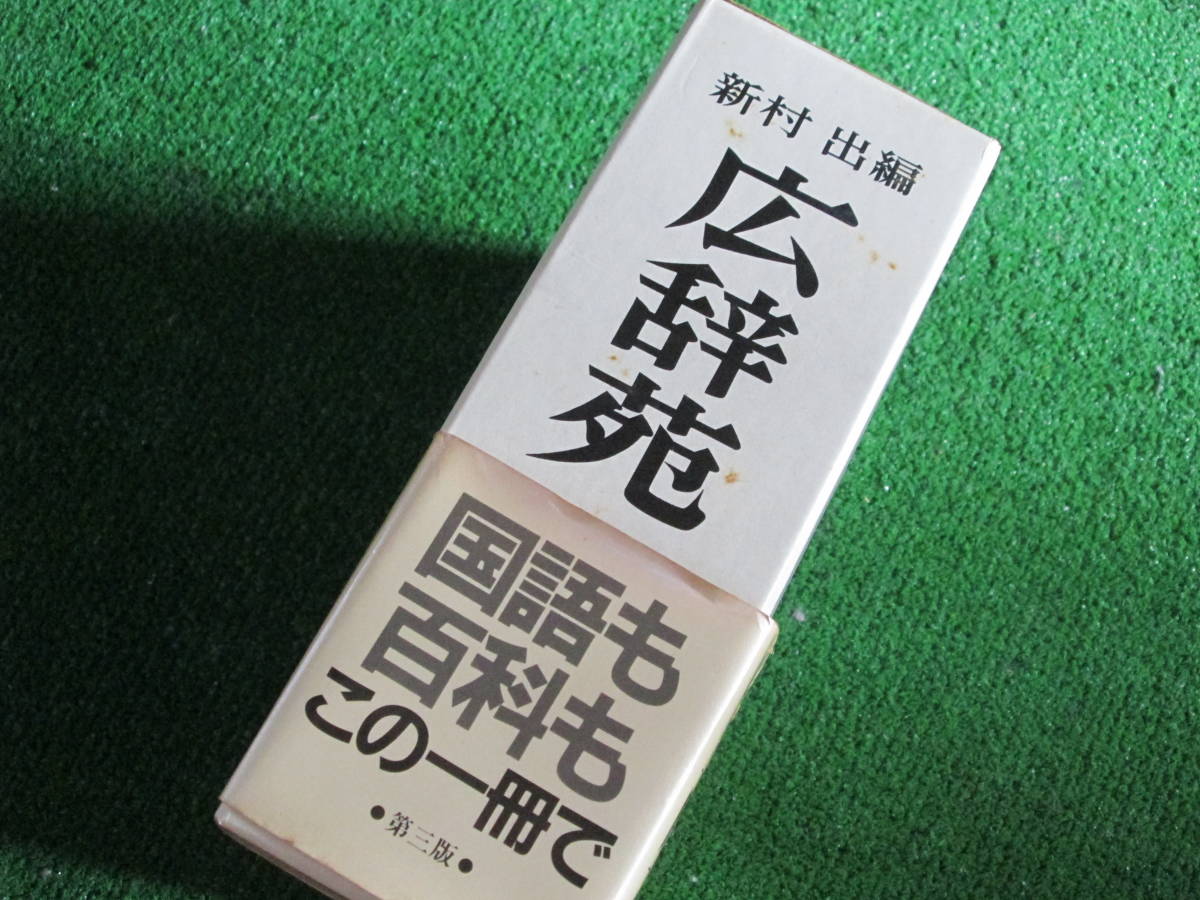 新村 出編
広辞苑
国語も
百科も
この一冊で
•第三版•